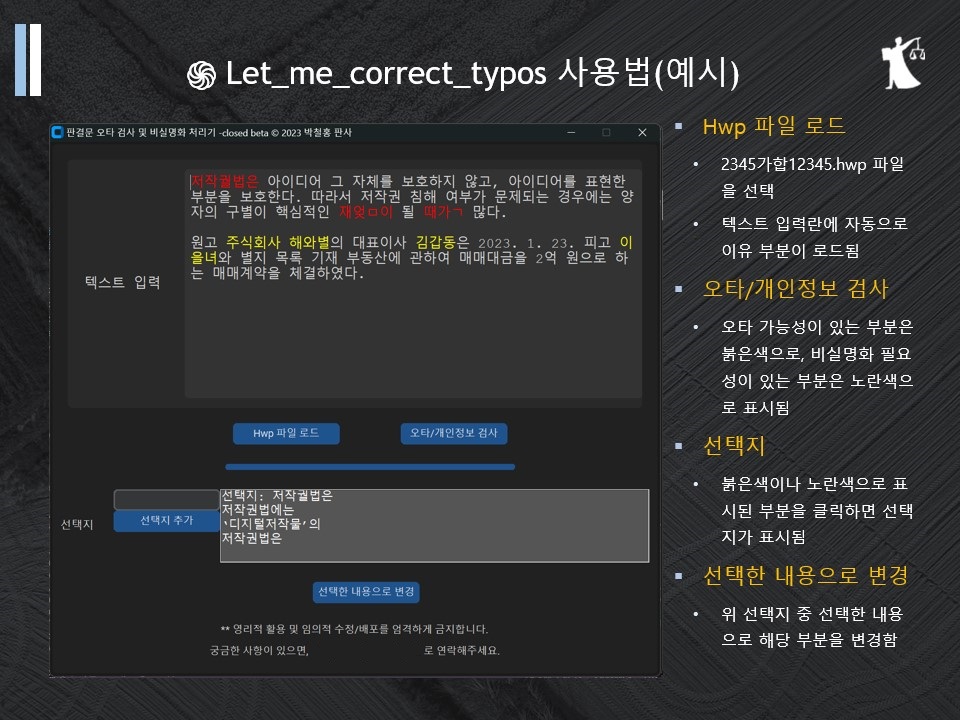 Let_me_correct_typos 사용법(예시)
판결문 오타 검사 및 비실명화 처리기 -closed beta © 2023 박철홍 판사
저작궐법은 아이디어 그 자체를 보호하지 않고, 아이디어를 표현한
부분을 보호한다. 따라서 저작권 침해 여부가 문제되는 경우에는 양
자의 구별이 핵심적인 재엊ㅁ이 될 때가ㄱ 많다.
원고 주식회사 해와별의 대표이사 김갑동은 2023. 1. 23. 피고 이
을녀와 별지 목록 기재 부동산에 관하여 매매대금을 2억 원으로 하
는 매매계약을 체결하였다.
텍스트 입력
Hwp 파일 로드
오타/개인정보 검사
선택지
선택지 추가
선택지: 저작궐법은
저작권법에는
‘디지털저작물’의
저작권법은
선택한 내용으로 변경
** 영리적 활용 및 임의적 수정/배포를 엄격하게 금지합니다.
궁금한 사항이 있으면, 로 연락해주세요.
Hwp 파일 로드
2345가합12345.hwp 파일
을 선택
텍스트 입력란에 자동으로
이유 부분이 로드됨
오타/개인정보 검사
오타 가능성이 있는 부분은
붉은색으로, 비실명화 필요
성이 있는 부분은 노란색으
로 표시됨
선택지
붉은색이나 노란색으로 표
시된 부분을 클릭하면 선택
지가 표시됨
선택한 내용으로 변경
위 선택지 중 선택한 내용
으로 해당 부분을 변경함